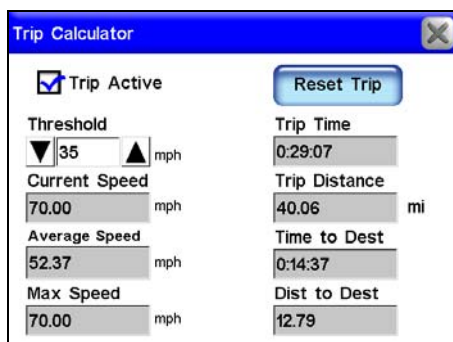 Trip Calculator
Trip Active
Reset Trip
Threshold
35 mph
Current Speed
70.00 mph
Average Speed
52.37 mph
Max Speed
70.00 mph
Trip Time
0:29:07
Trip Distance
40.06 mi
Time to Dest
0:14:37
Dist to Dest
12.79